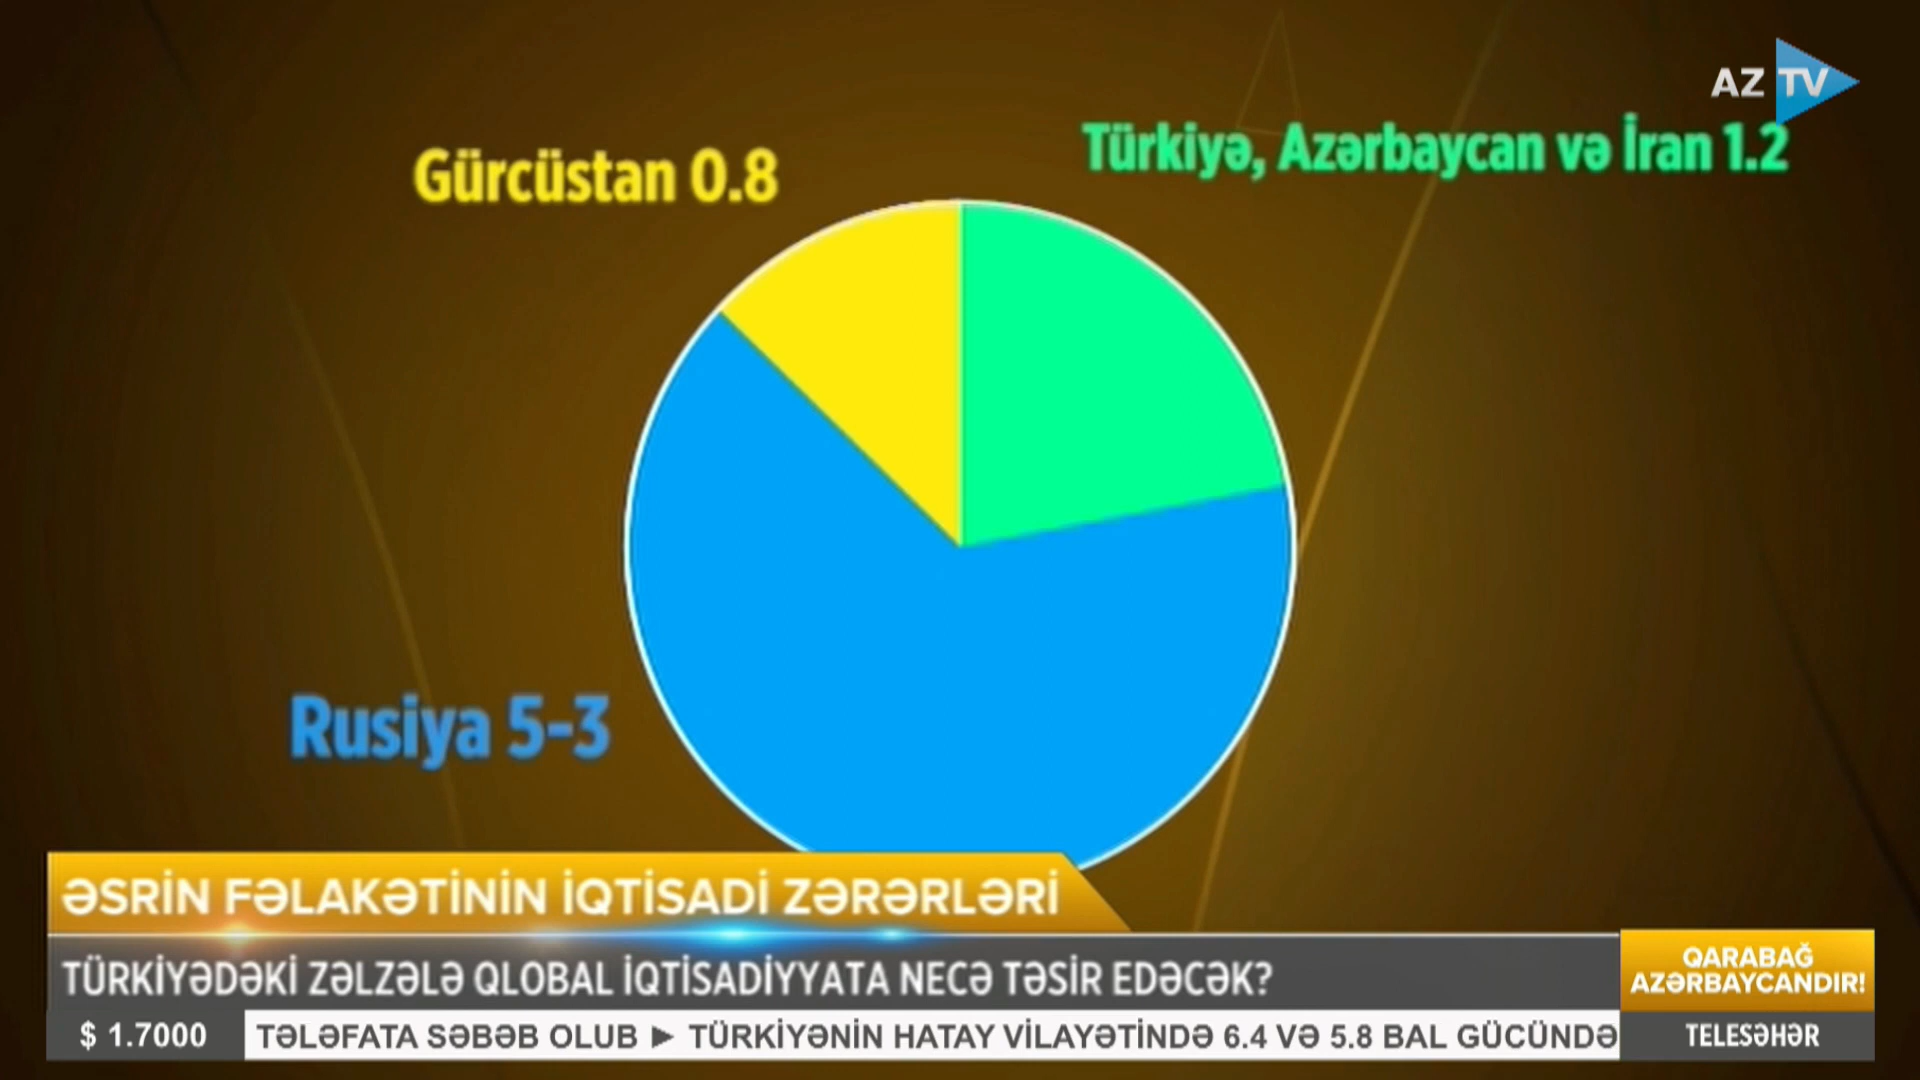 AZ TV
Gürcüstan 0.8
Türkiyə, Azərbaycan və İran 1.2
Rusiya 5-3
ƏSRİN FƏLAKƏTİNİN İQTİSADİ ZƏRƏRLƏRİ
TÜRKİYƏDƏKİ ZƏLZƏLƏ QLOBAL İQTİSADİYYATA NECƏ TƏSİR EDƏCƏK?
QARABAĞ
AZƏRBAYCANDIR!
$ 1.7000
TƏLƏFATA SƏBƏB OLUB ► TÜRKİYƏNİN HATAY VİLAYƏTİNDƏ 6.4 VƏ 5.8 BAL GÜCÜNDƏ
TELESƏHƏR